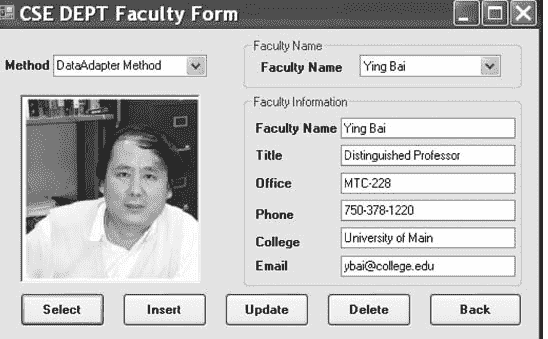 CSE DEPT Faculty Form
Method DataAdapter Method
Faculty Name
Faculty Name Ying Bai
Faculty Information
Faculty Name Ying Bai
Title Distinguished Professor
Office MTC-228
Phone 750-378-1220
College University of Main
Email ybai@college.edu
Select Insert Update Delete Back